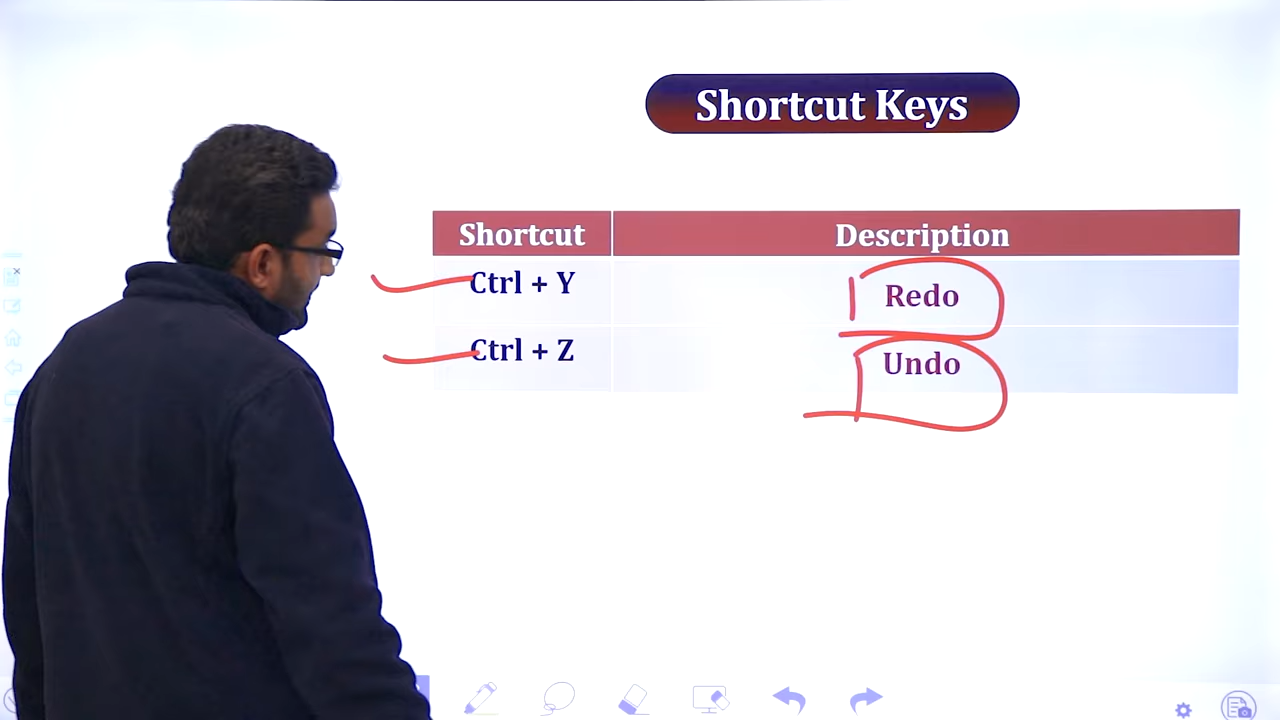 Shortcut Keys
Shortcut Description
Ctrl + Y Redo
Ctrl + Z Undo